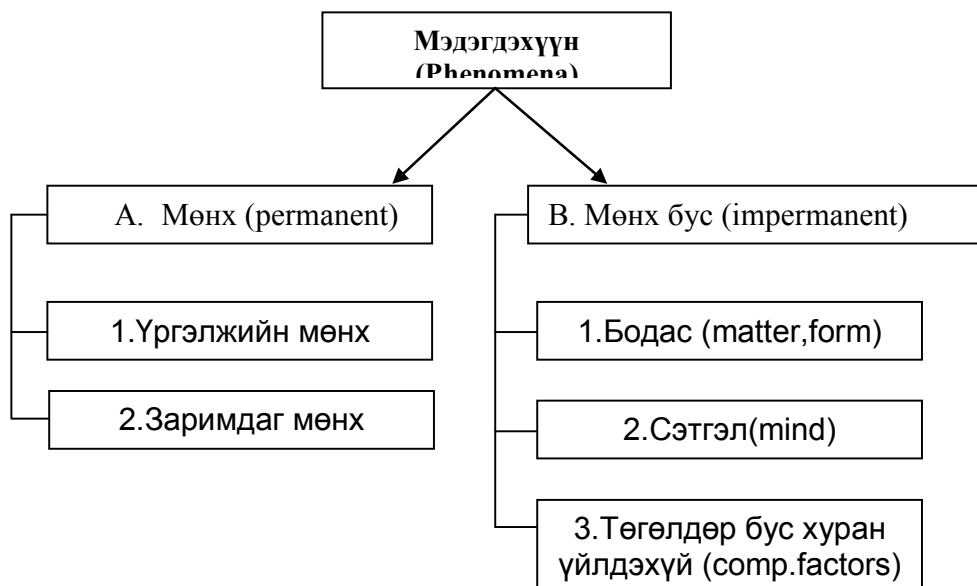 Мэдэгдэхүүн
(Phenomena)
A. Мөнх (permanent)
B. Мөнх бус (impermanent)
1.Үргэлжийн мөнх
2.Заримдаг мөнх
1.Бодас (matter,form)
2.Сэтгэл(mind)
3.Төгөлдөр бус хуран
үйлдэхүй (comp.factors)